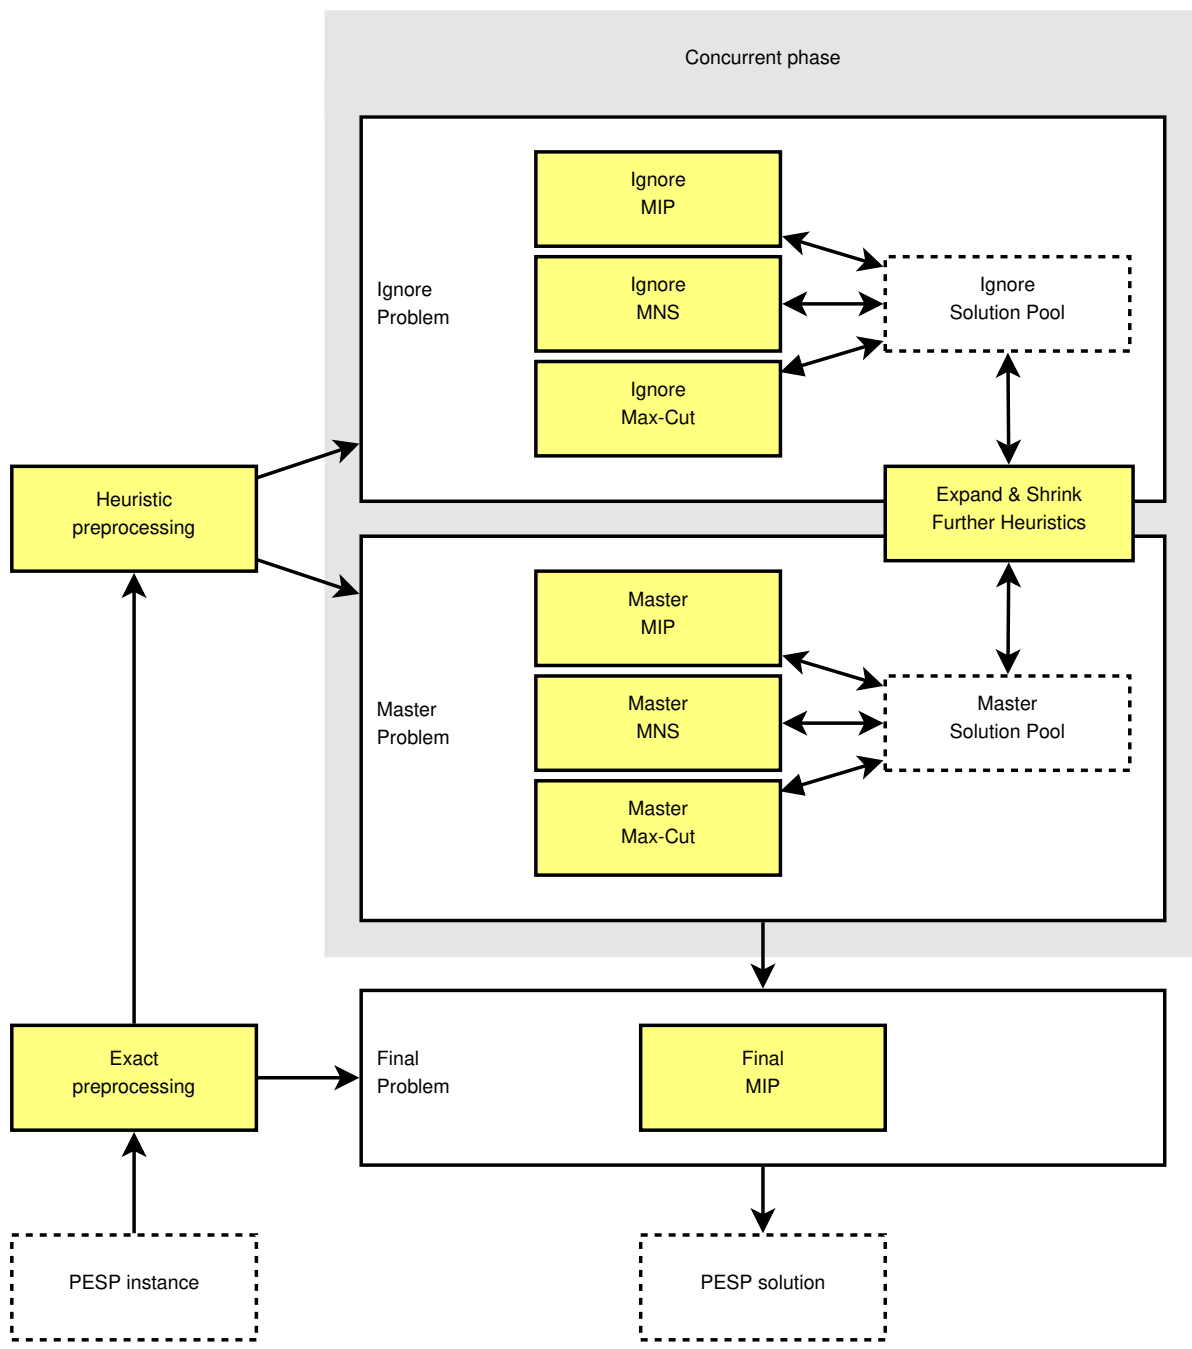 Concurrent phase
Ignore
MIP
Ignore
Problem
Ignore
MNS
Ignore
Solution Pool
Ignore
Max-Cut
Heuristic
preprocessing
Expand & Shrink
Further Heuristics
Master
MIP
Master
Problem
Master
MNS
Master
Solution Pool
Master
Max-Cut
Exact
preprocessing
Final
Problem
Final
MIP
PESP instance
PESP solution